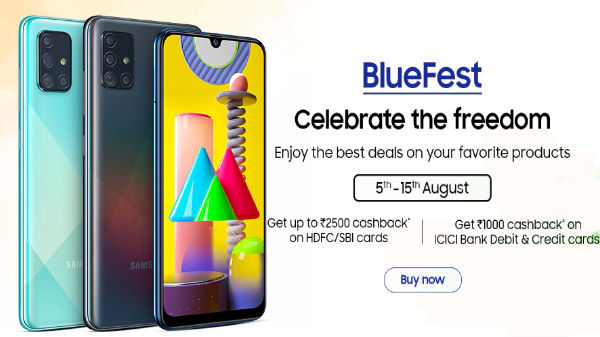 BlueFest
Celebrate the freedom
Enjoy the best deals on your favorite products
5th-15th August
Get up to ₹2500 cashback*
on HDFC/SBI cards
Get ₹1000 cashback* on
ICICI Bank Debit & Credit cards
Buy now
SAMSUNG